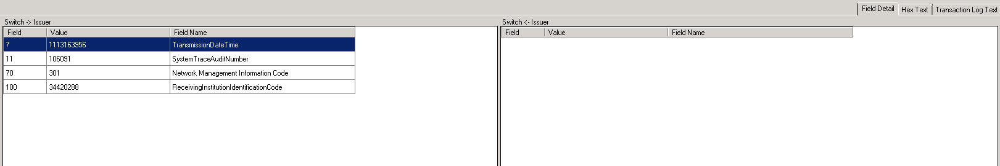 Field Detail Hex Text Transaction Log Text
Switch -> Issuer
Field Value Field Name
7 1113163956 TransmissionDateTime
11 106091 SystemTraceAuditNumber
70 301 Network Management Information Code
100 34420288 ReceivingInstitutionIdentificationCode
Switch <- Issuer
Field Value Field Name